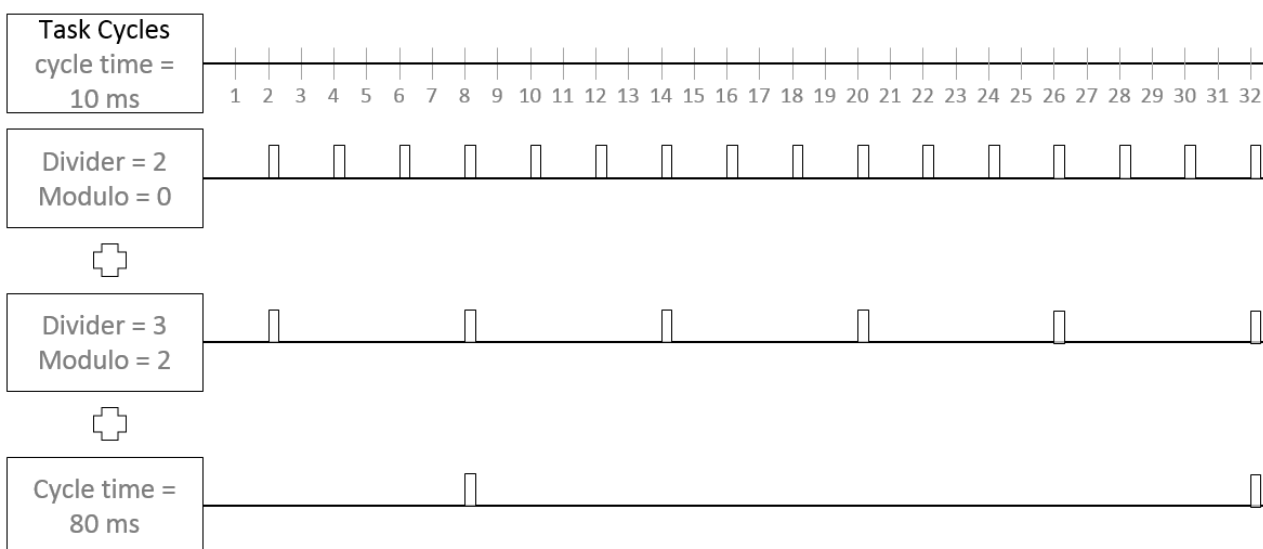 Task Cycles
cycle time =
10 ms
1 2 3 4 5 6 7 8 9 10 11 12 13 14 15 16 17 18 19 20 21 22 23 24 25 26 27 28 29 30 31 32
Divider = 2
Modulo = 0
Divider = 3
Modulo = 2
Cycle time =
80 ms